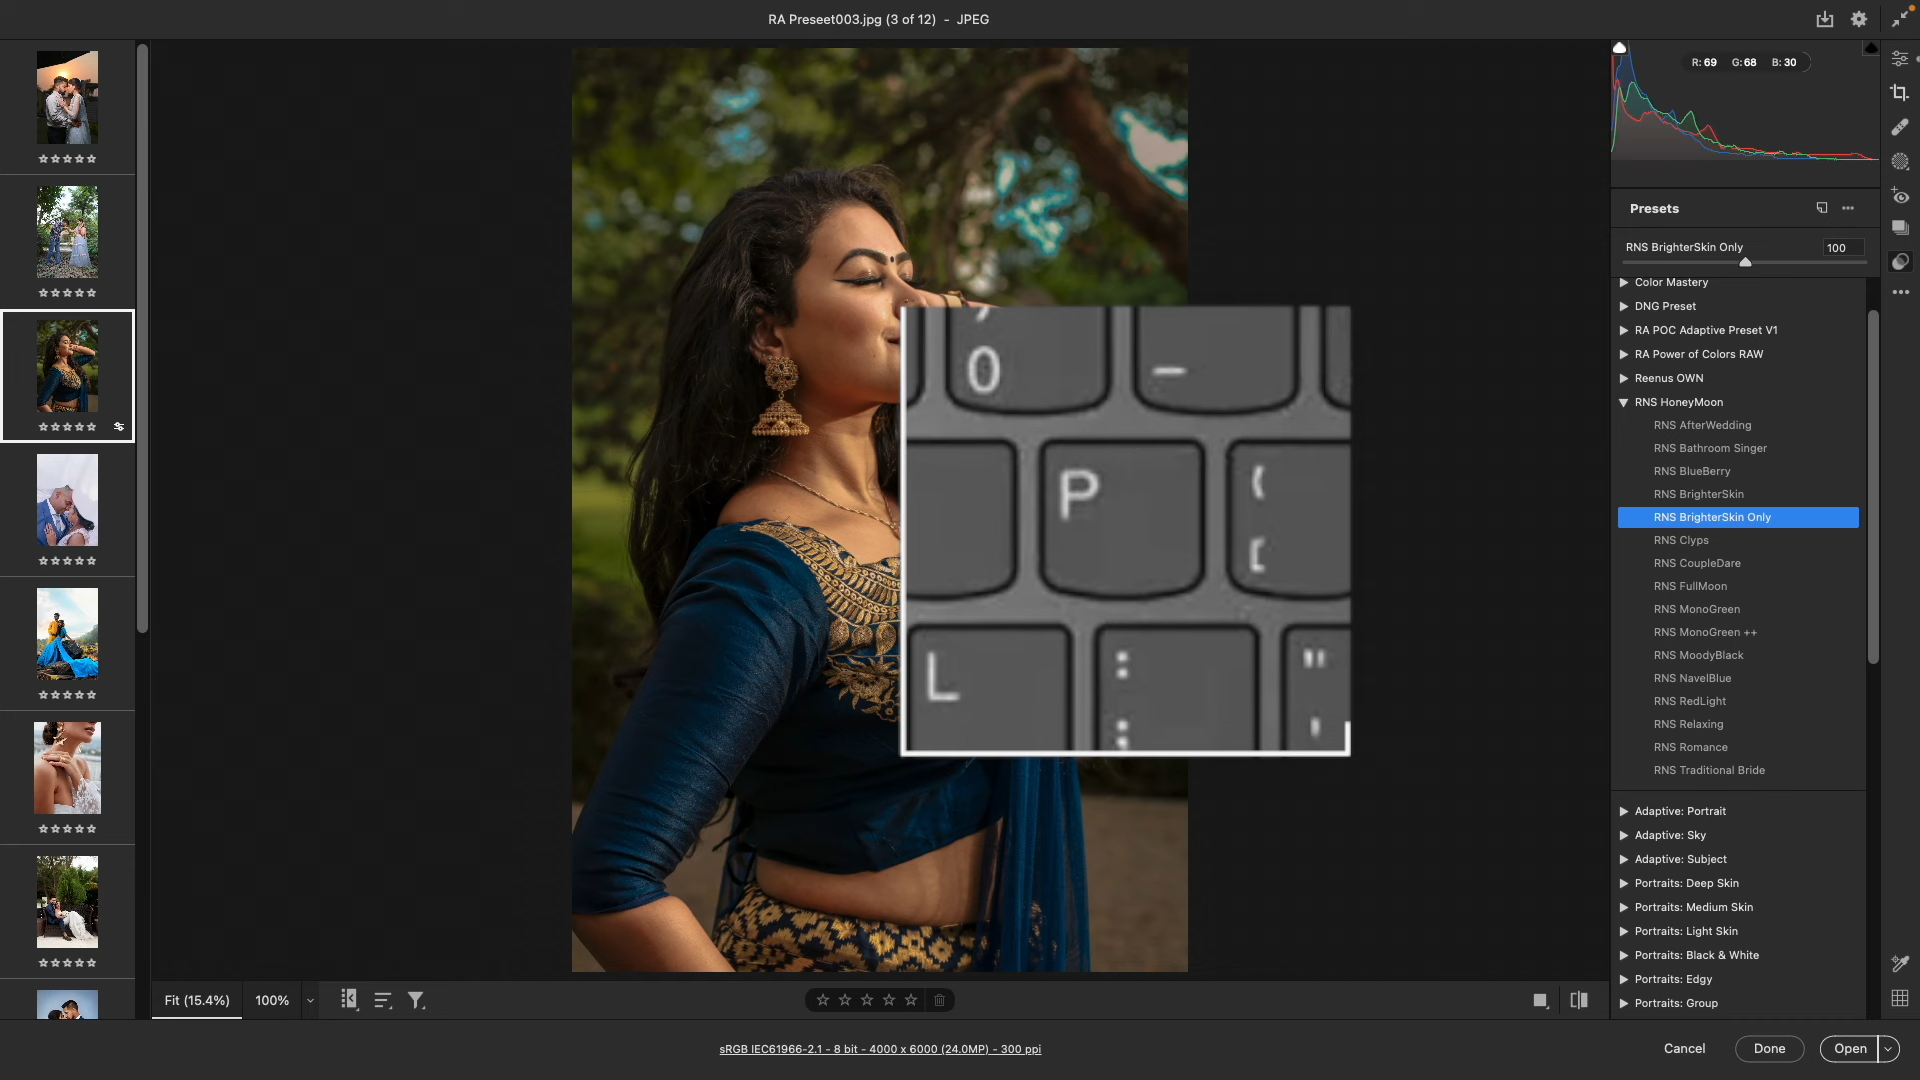 RA Preseet003.jpg (3 of 12) - JPEG
R: 69 G: 68 B: 30
Presets
RNS BrighterSkin Only 100
Color Mastery
DNG Preset
RA POC Adaptive Preset V1
RA Power of Colors RAW
Reenus OWN
RNS HoneyMoon
RNS AfterWedding
RNS Bathroom Singer
RNS BlueBerry
RNS BrighterSkin
RNS BrighterSkin Only
RNS Clyps
RNS CoupleDare
RNS FullMoon
RNS MonoGreen
RNS MonoGreen ++
RNS MoodyBlack
RNS NavelBlue
RNS RedLight
RNS Relaxing
RNS Romance
RNS Traditional Bride
Adaptive: Portrait
Adaptive: Sky
Adaptive: Subject
Portraits: Deep Skin
Portraits: Medium Skin
Portraits: Light Skin
Portraits: Black & White
Portraits: Edgy
Portraits: Group
) _
0
P {
[
L : "
; '
Fit (15.4%) 100%
sRGB IEC61966-2.1 - 8 bit - 4000 x 6000 (24.0MP) - 300 ppi
Cancel Done Open